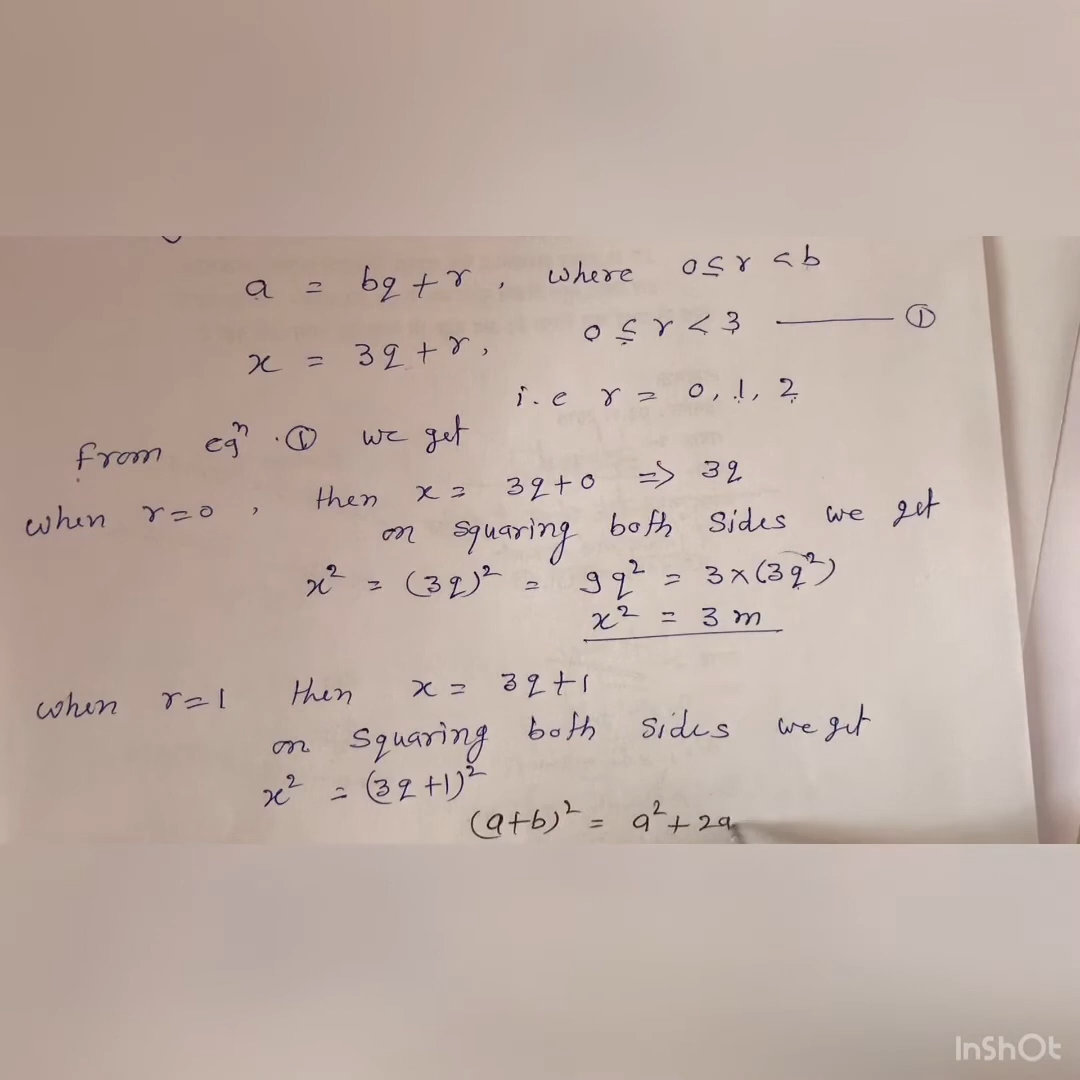 a = bq + r , where 0 ≤ r < b
x = 3q + r, 0 ≤ r < 3 ——— ①
i.e r = 0, 1, 2
from eqⁿ . ① we get
when r = 0 , then x = 3q + 0 => 3q
on squaring both sides we get
x² = (3q)² = 9q² = 3 × (3q²)
x² = 3 m
when r = 1 then x = 3q + 1
on squaring both sides we get
x² = (3q + 1)²
(a+b)² = a² + 2a
InShOt